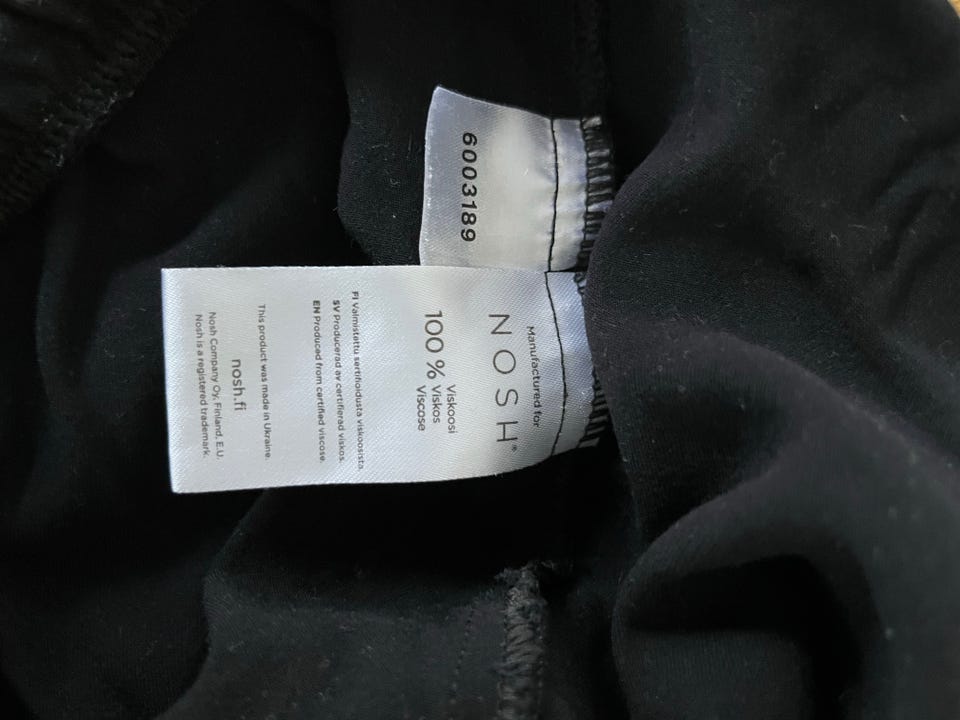 6003189
Manufactured for
NOSH®
100 %
Viskoosi
Viskos
Viscose
FI Valmistettu sertifioidusta viskoosista.
SV Producerad av certifierad viskos.
EN Produced from certified viscose.
This product was made in Ukraine.
nosh.fi
Nosh Company Oy, Finland, E.U.
Nosh is a registered trademark.